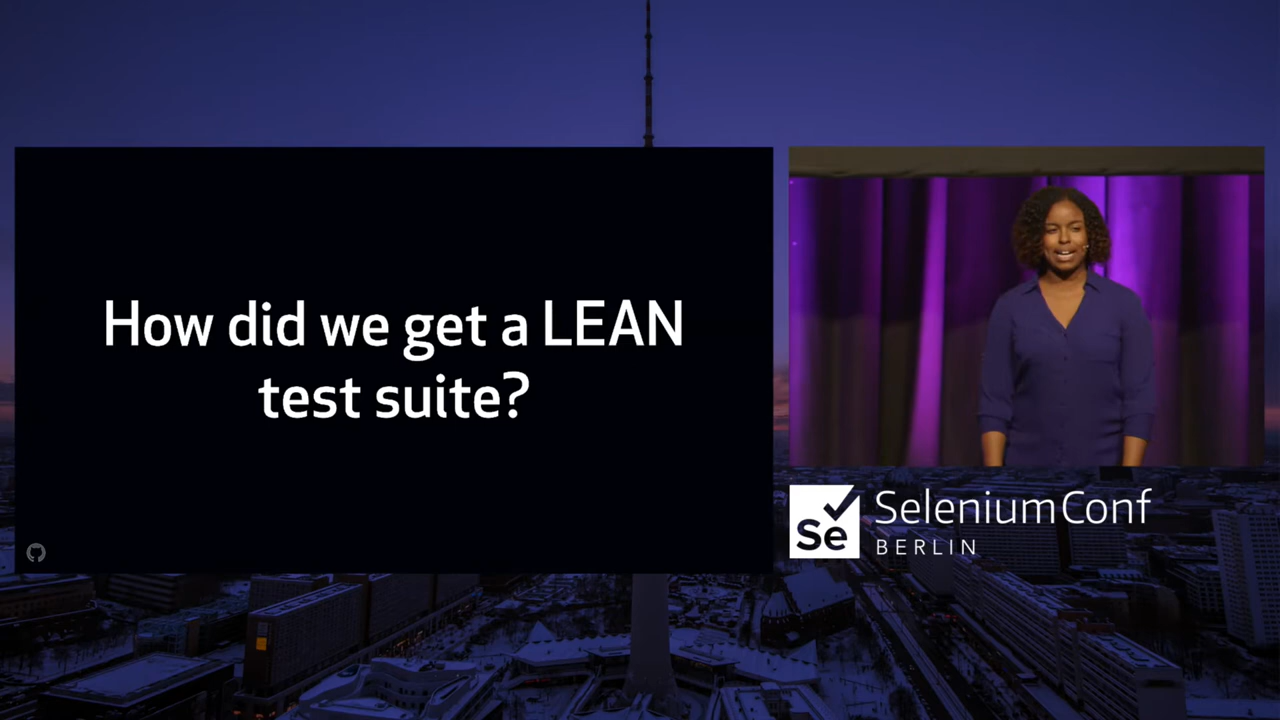 How did we get a LEAN
test suite?
Se
SeleniumConf
BERLIN